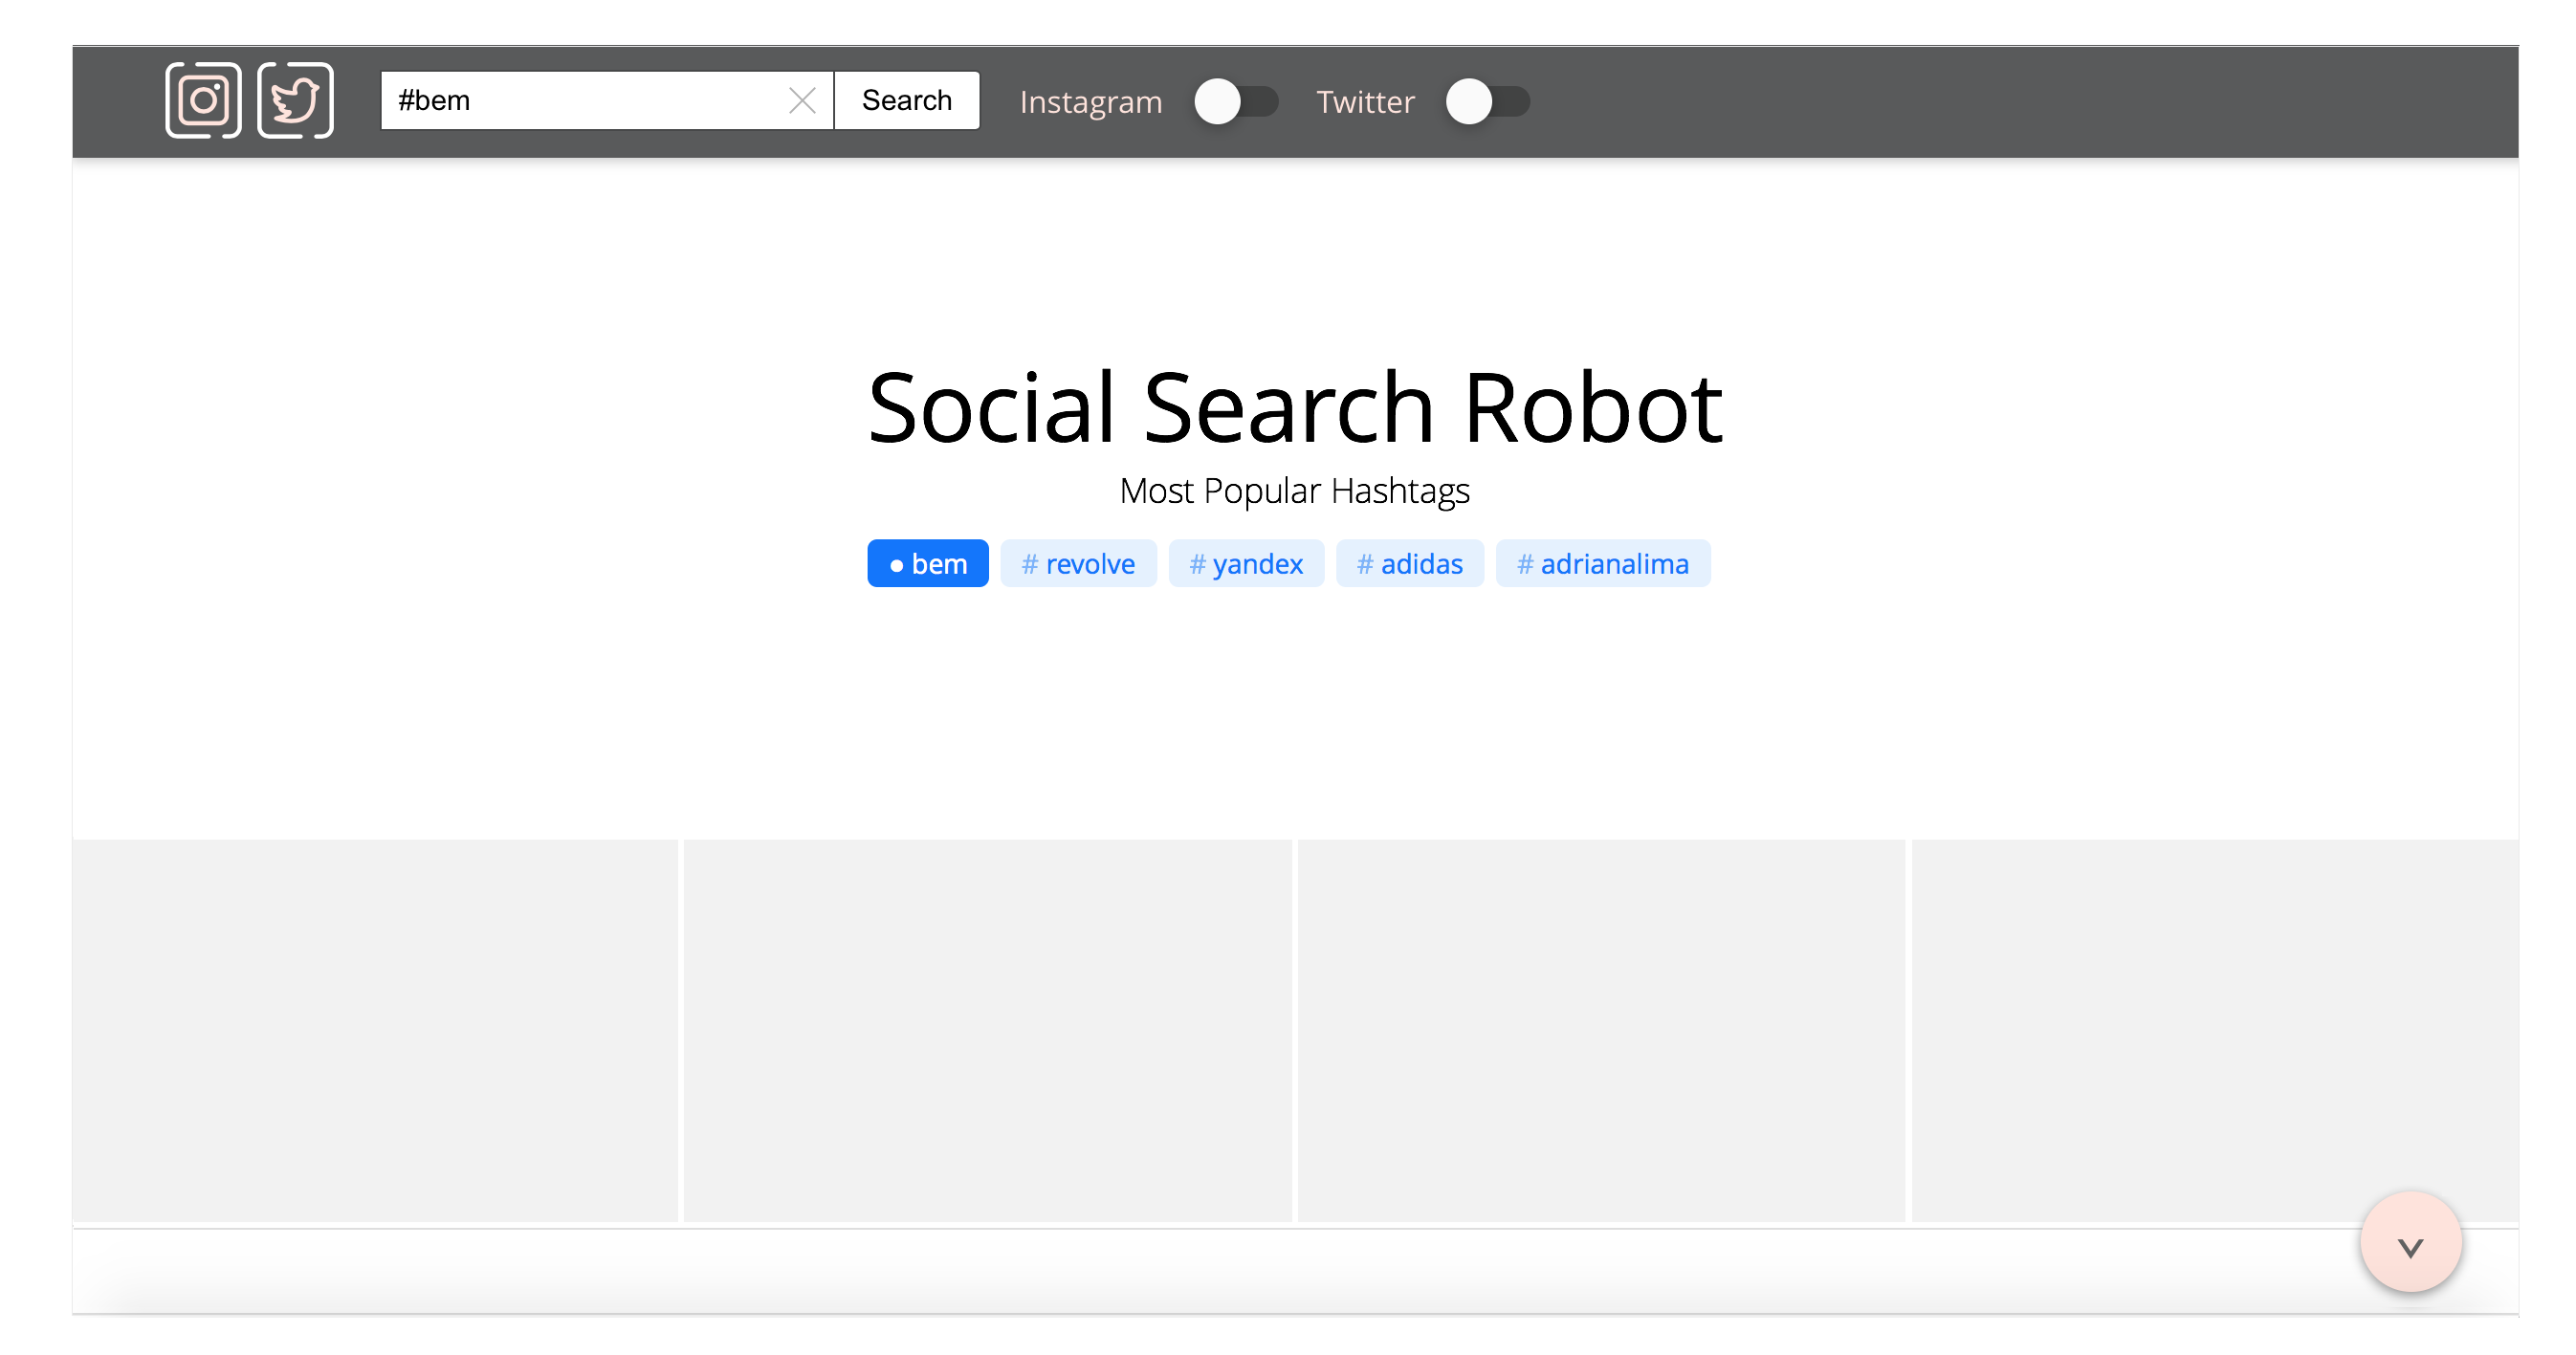 #bem Search Instagram Twitter
Social Search Robot
Most Popular Hashtags
bem # revolve # yandex # adidas # adrianalima